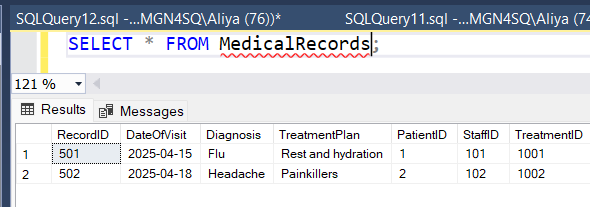 SQLQuery12.sql -...MGN4SQ\Aliya (76))* SQLQuery11.sql -...MGN4SQ\Aliya (74
SELECT * FROM MedicalRecords;
121 %
Results Messages
RecordID DateOfVisit Diagnosis TreatmentPlan PatientID StaffID TreatmentID
1 501 2025-04-15 Flu Rest and hydration 1 101 1001
2 502 2025-04-18 Headache Painkillers 2 102 1002